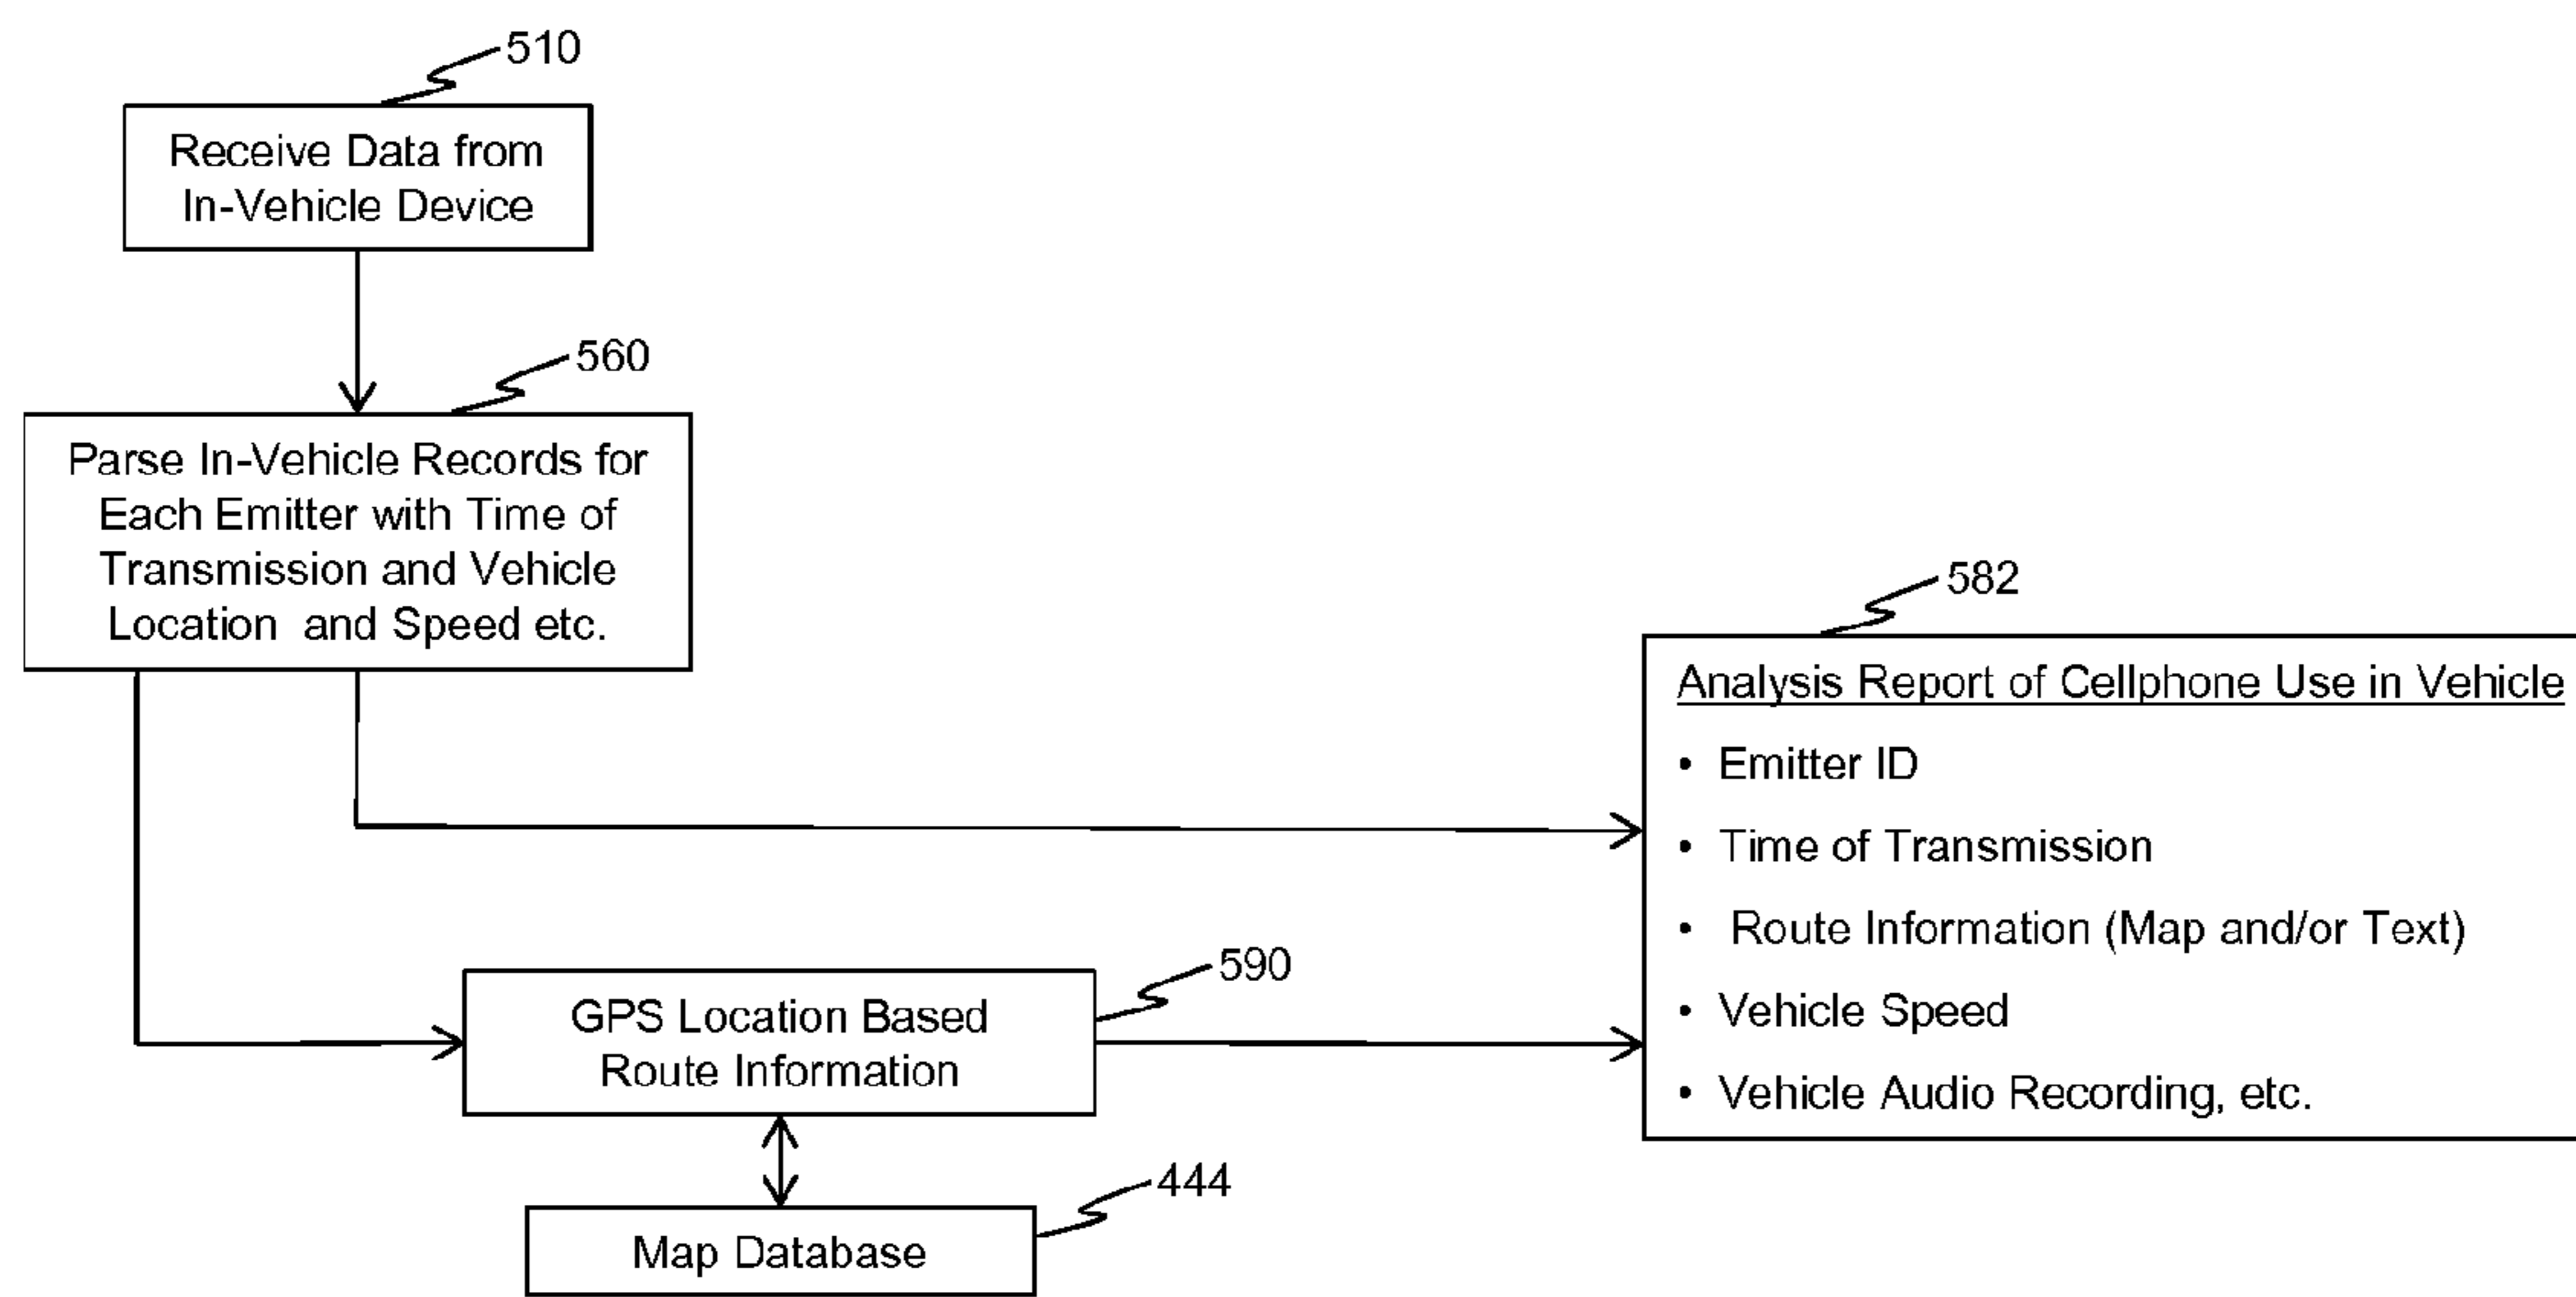 510
Receive Data from
In-Vehicle Device
560
Parse In-Vehicle Records for
Each Emitter with Time of
Transmission and Vehicle
Location and Speed etc.
582
Analysis Report of Cellphone Use in Vehicle
• Emitter ID
• Time of Transmission
• Route Information (Map and/or Text)
• Vehicle Speed
• Vehicle Audio Recording, etc.
590
GPS Location Based
Route Information
444
Map Database